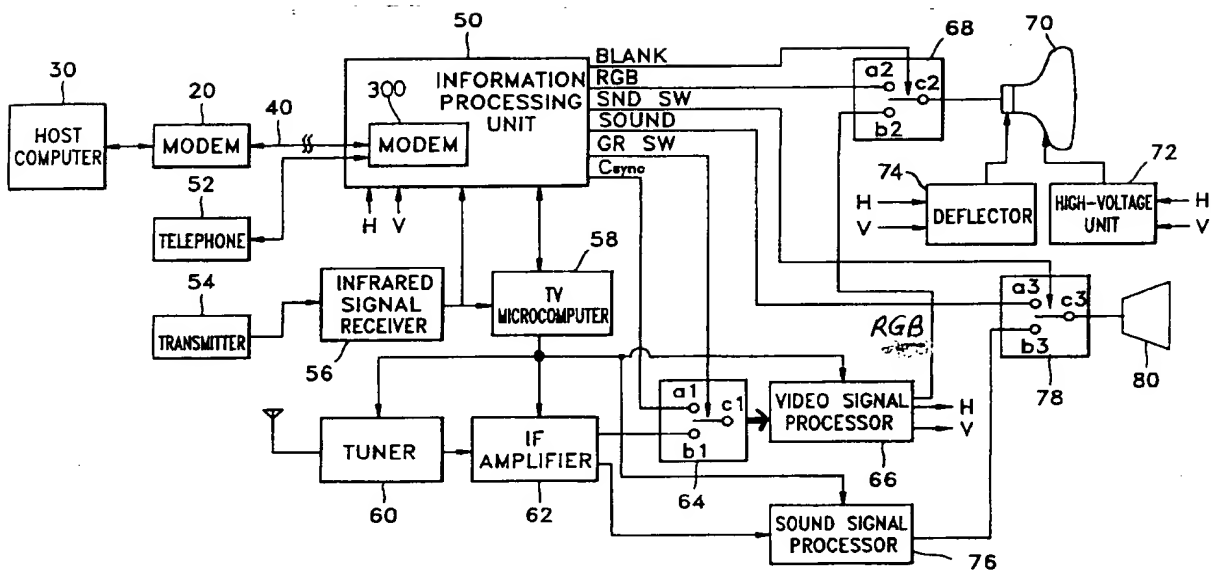 50
BLANK
RGB
SND SW
SOUND
GR SW
Csync
68
70
30
HOST
COMPUTER
20
MODEM
40
300
MODEM
INFORMATION
PROCESSING
UNIT
a2
c2
b2
52
TELEPHONE
H
V
74
H
V
DEFLECTOR
72
HIGH-VOLTAGE
UNIT
H
V
54
TRANSMITTER
INFRARED
SIGNAL
RECEIVER
56
58
TV
MICROCOMPUTER
a3
c3
b3
78
80
RGB
TUNER
60
IF
AMPLIFIER
62
a1
c1
b1
64
VIDEO SIGNAL
PROCESSOR
66
H
V
SOUND SIGNAL
PROCESSOR
76